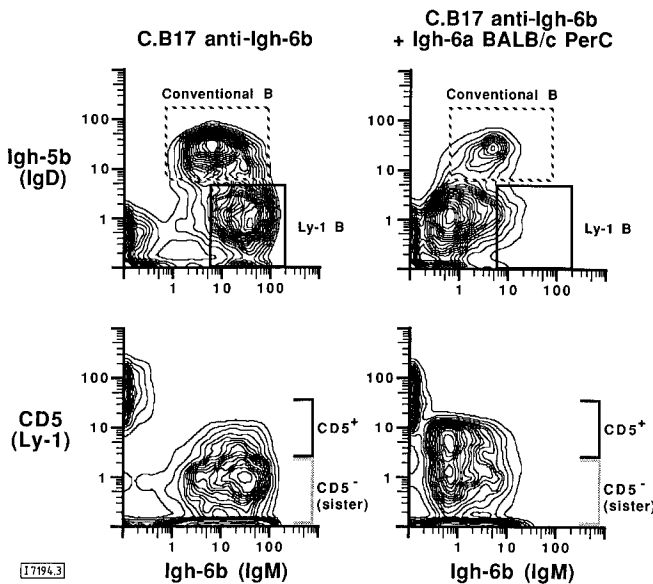 C.B17 anti-Igh-6b
C.B17 anti-Igh-6b
+ Igh-6a BALB/c PerC
Conventional B
Conventional B
100
10
1
Igh-5b
(IgD)
Ly-1 B
1 10 100
100
10
1
Ly-1 B
1 10 100
100
10
1
CD5
(Ly-1)
CD5+
CD5-
(sister)
1 10 100
Igh-6b (IgM)
100
10
1
CD5+
CD5-
(sister)
1 10 100
Igh-6b (IgM)
17194.3